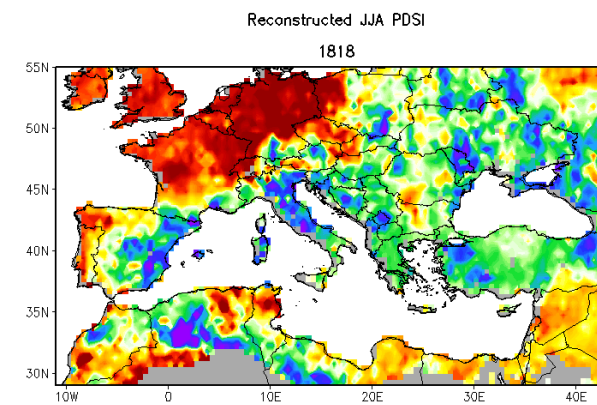 Reconstructed JJA PDSI
1818
55N
50N
45N
40N
35N
30N
10W 0 10E 20E 30E 40E